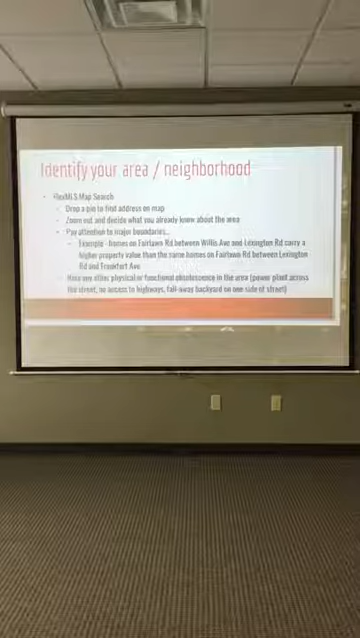 Identify your area / neighborhood
FlexMLS Map Search
Drop a pin to find address on map
Zoom out and decide what you already know about the area
Pay attention to major boundaries...
Example - homes on Fairlawn Rd between Willis Ave and Lexington Rd carry a
higher property value than the same homes on Fairlawn Rd between Lexington
Rd and Frankfort Ave
Have any other physical or functional obsolescence in the area (power plant across
the street, no access to highways, fall-away backyard on one side of street)